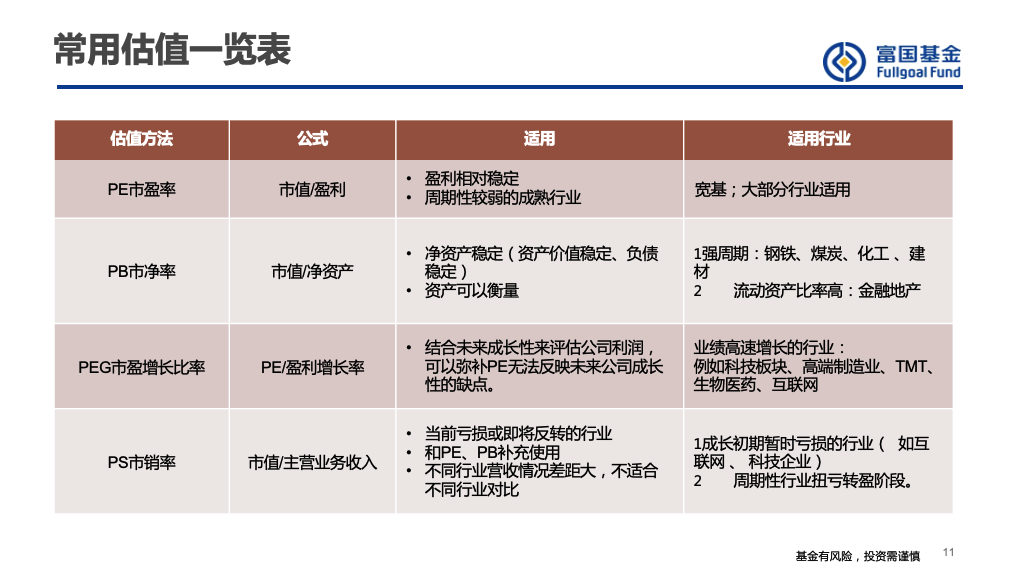 常用估值一览表
富国基金
Fullgoal Fund
估值方法
公式
适用
适用行业
PE市盈率
市值/盈利
• 盈利相对稳定
• 周期性较弱的成熟行业
宽基；大部分行业适用
PB市净率
市值/净资产
• 净资产稳定（资产价值稳定、负债
稳定）
• 资产可以衡量
1强周期：钢铁、煤炭、化工 、建
材
2 流动资产比率高：金融地产
PEG市盈增长比率
PE/盈利增长率
• 结合未来成长性来评估公司利润，
可以弥补PE无法反映未来公司成长
性的缺点。
业绩高速增长的行业：
例如科技板块、高端制造业、TMT、
生物医药、互联网
PS市销率
市值/主营业务收入
• 当前亏损或即将反转的行业
• 和PE、PB补充使用
• 不同行业营收情况差距大，不适合
不同行业对比
1成长初期暂时亏损的行业（ 如互
联网 、 科技企业）
2 周期性行业扭亏转盈阶段。
基金有风险，投资需谨慎
11